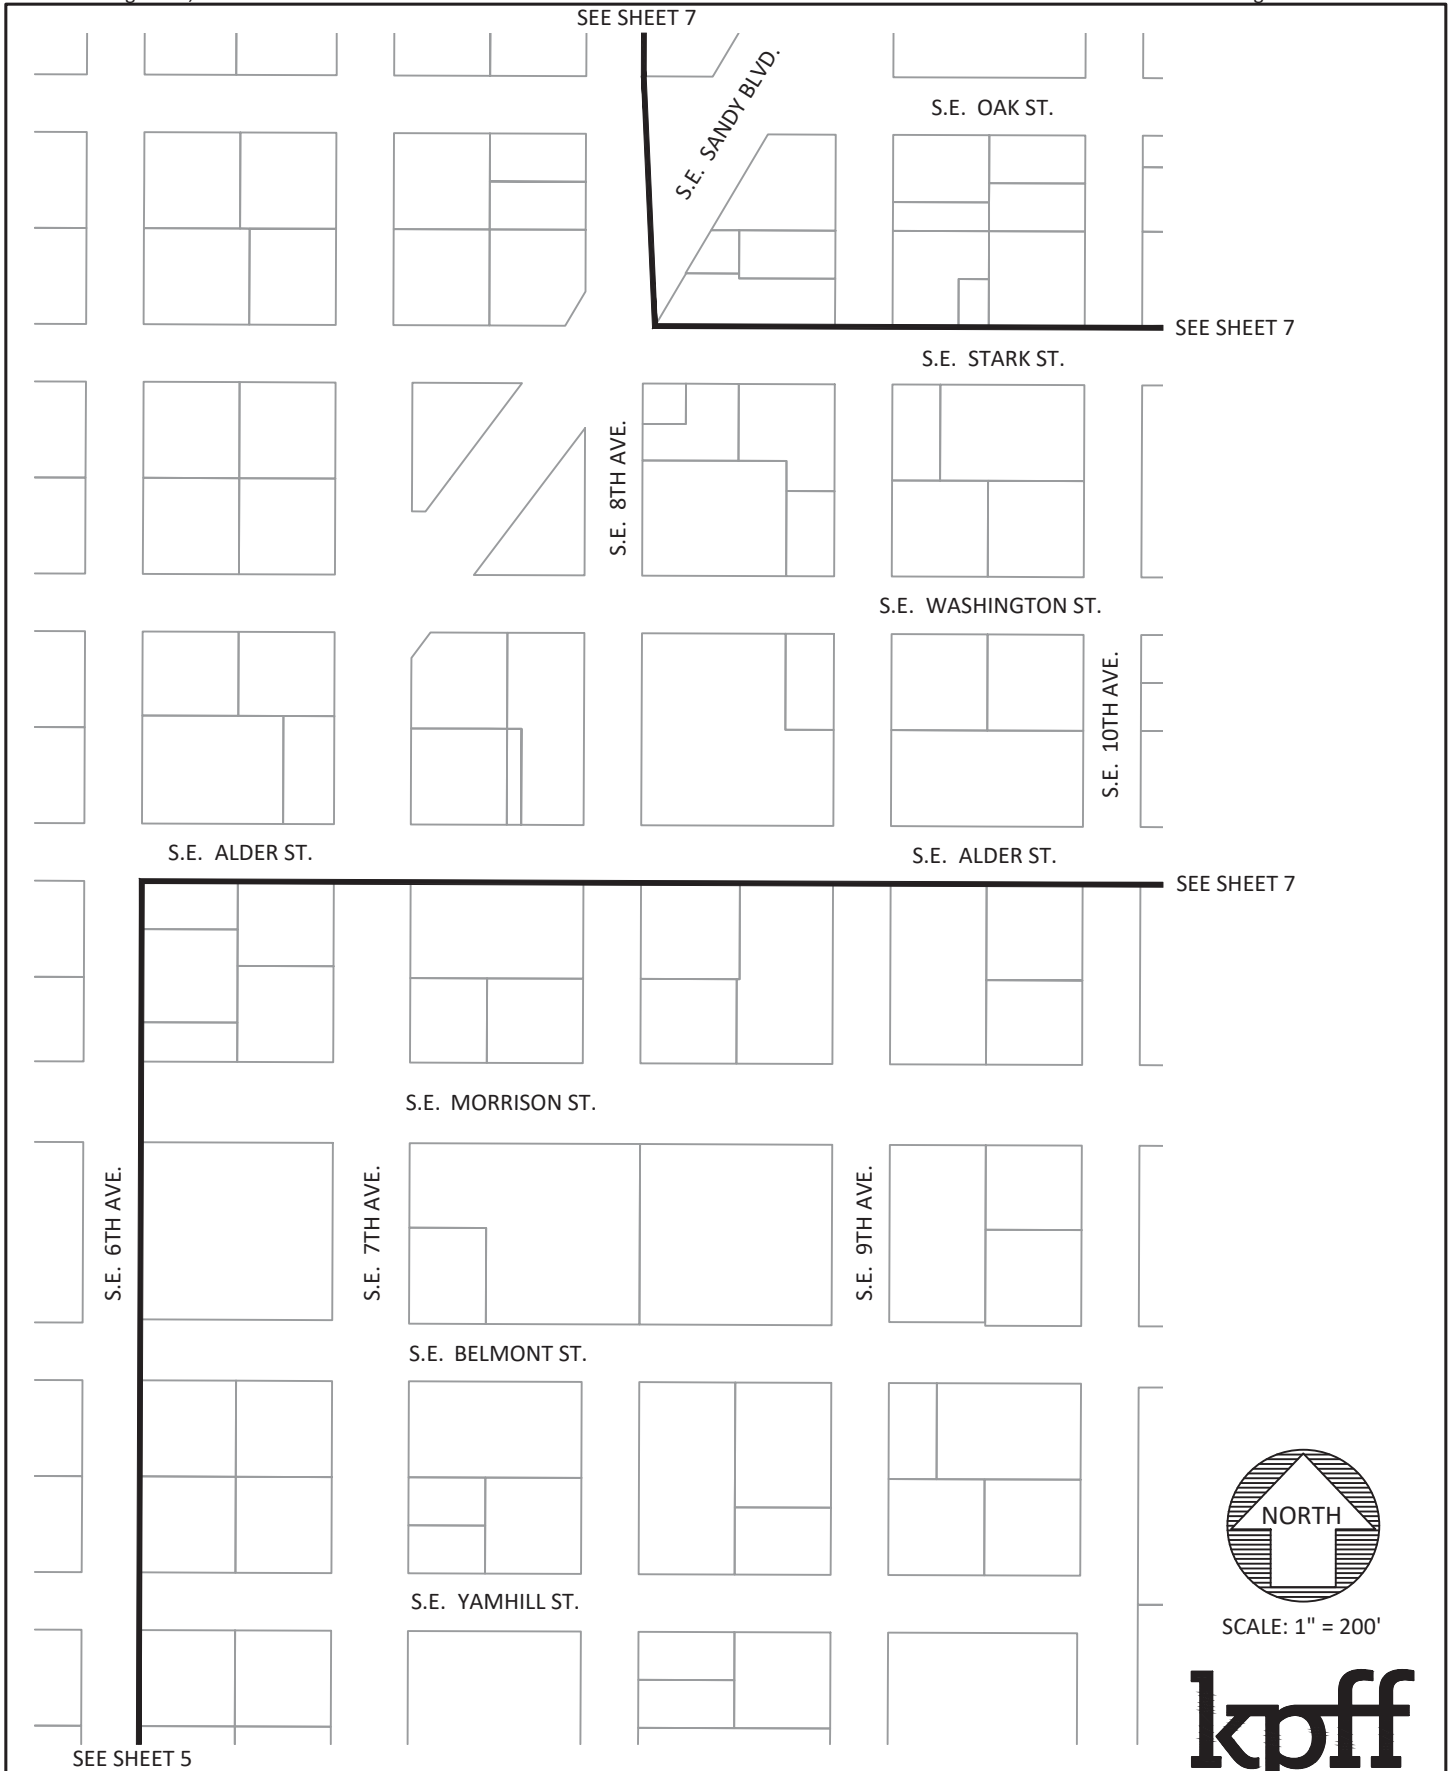 SEE SHEET 7
S.E. SANDY BLVD.
S.E. OAK ST.
SEE SHEET 7
S.E. STARK ST.
S.E. 8TH AVE.
S.E. WASHINGTON ST.
S.E. 10TH AVE.
S.E. ALDER ST.
S.E. ALDER ST.
SEE SHEET 7
S.E. MORRISON ST.
S.E. 6TH AVE.
S.E. 7TH AVE.
S.E. 9TH AVE.
S.E. BELMONT ST.
NORTH
S.E. YAMHILL ST.
SCALE: 1" = 200'
kpff
SEE SHEET 5